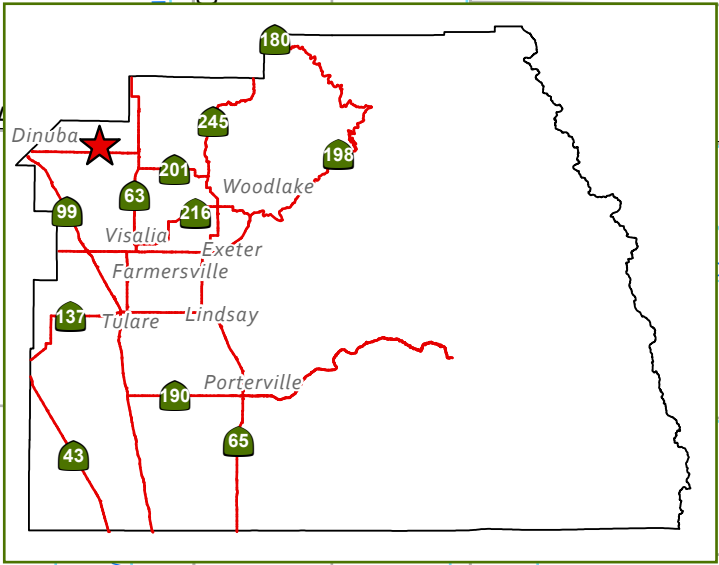 180
245
Dinuba
198
201
Woodlake
63
99
216
Visalia
Exeter
Farmersville
137
Tulare
Lindsay
Porterville
190
65
43